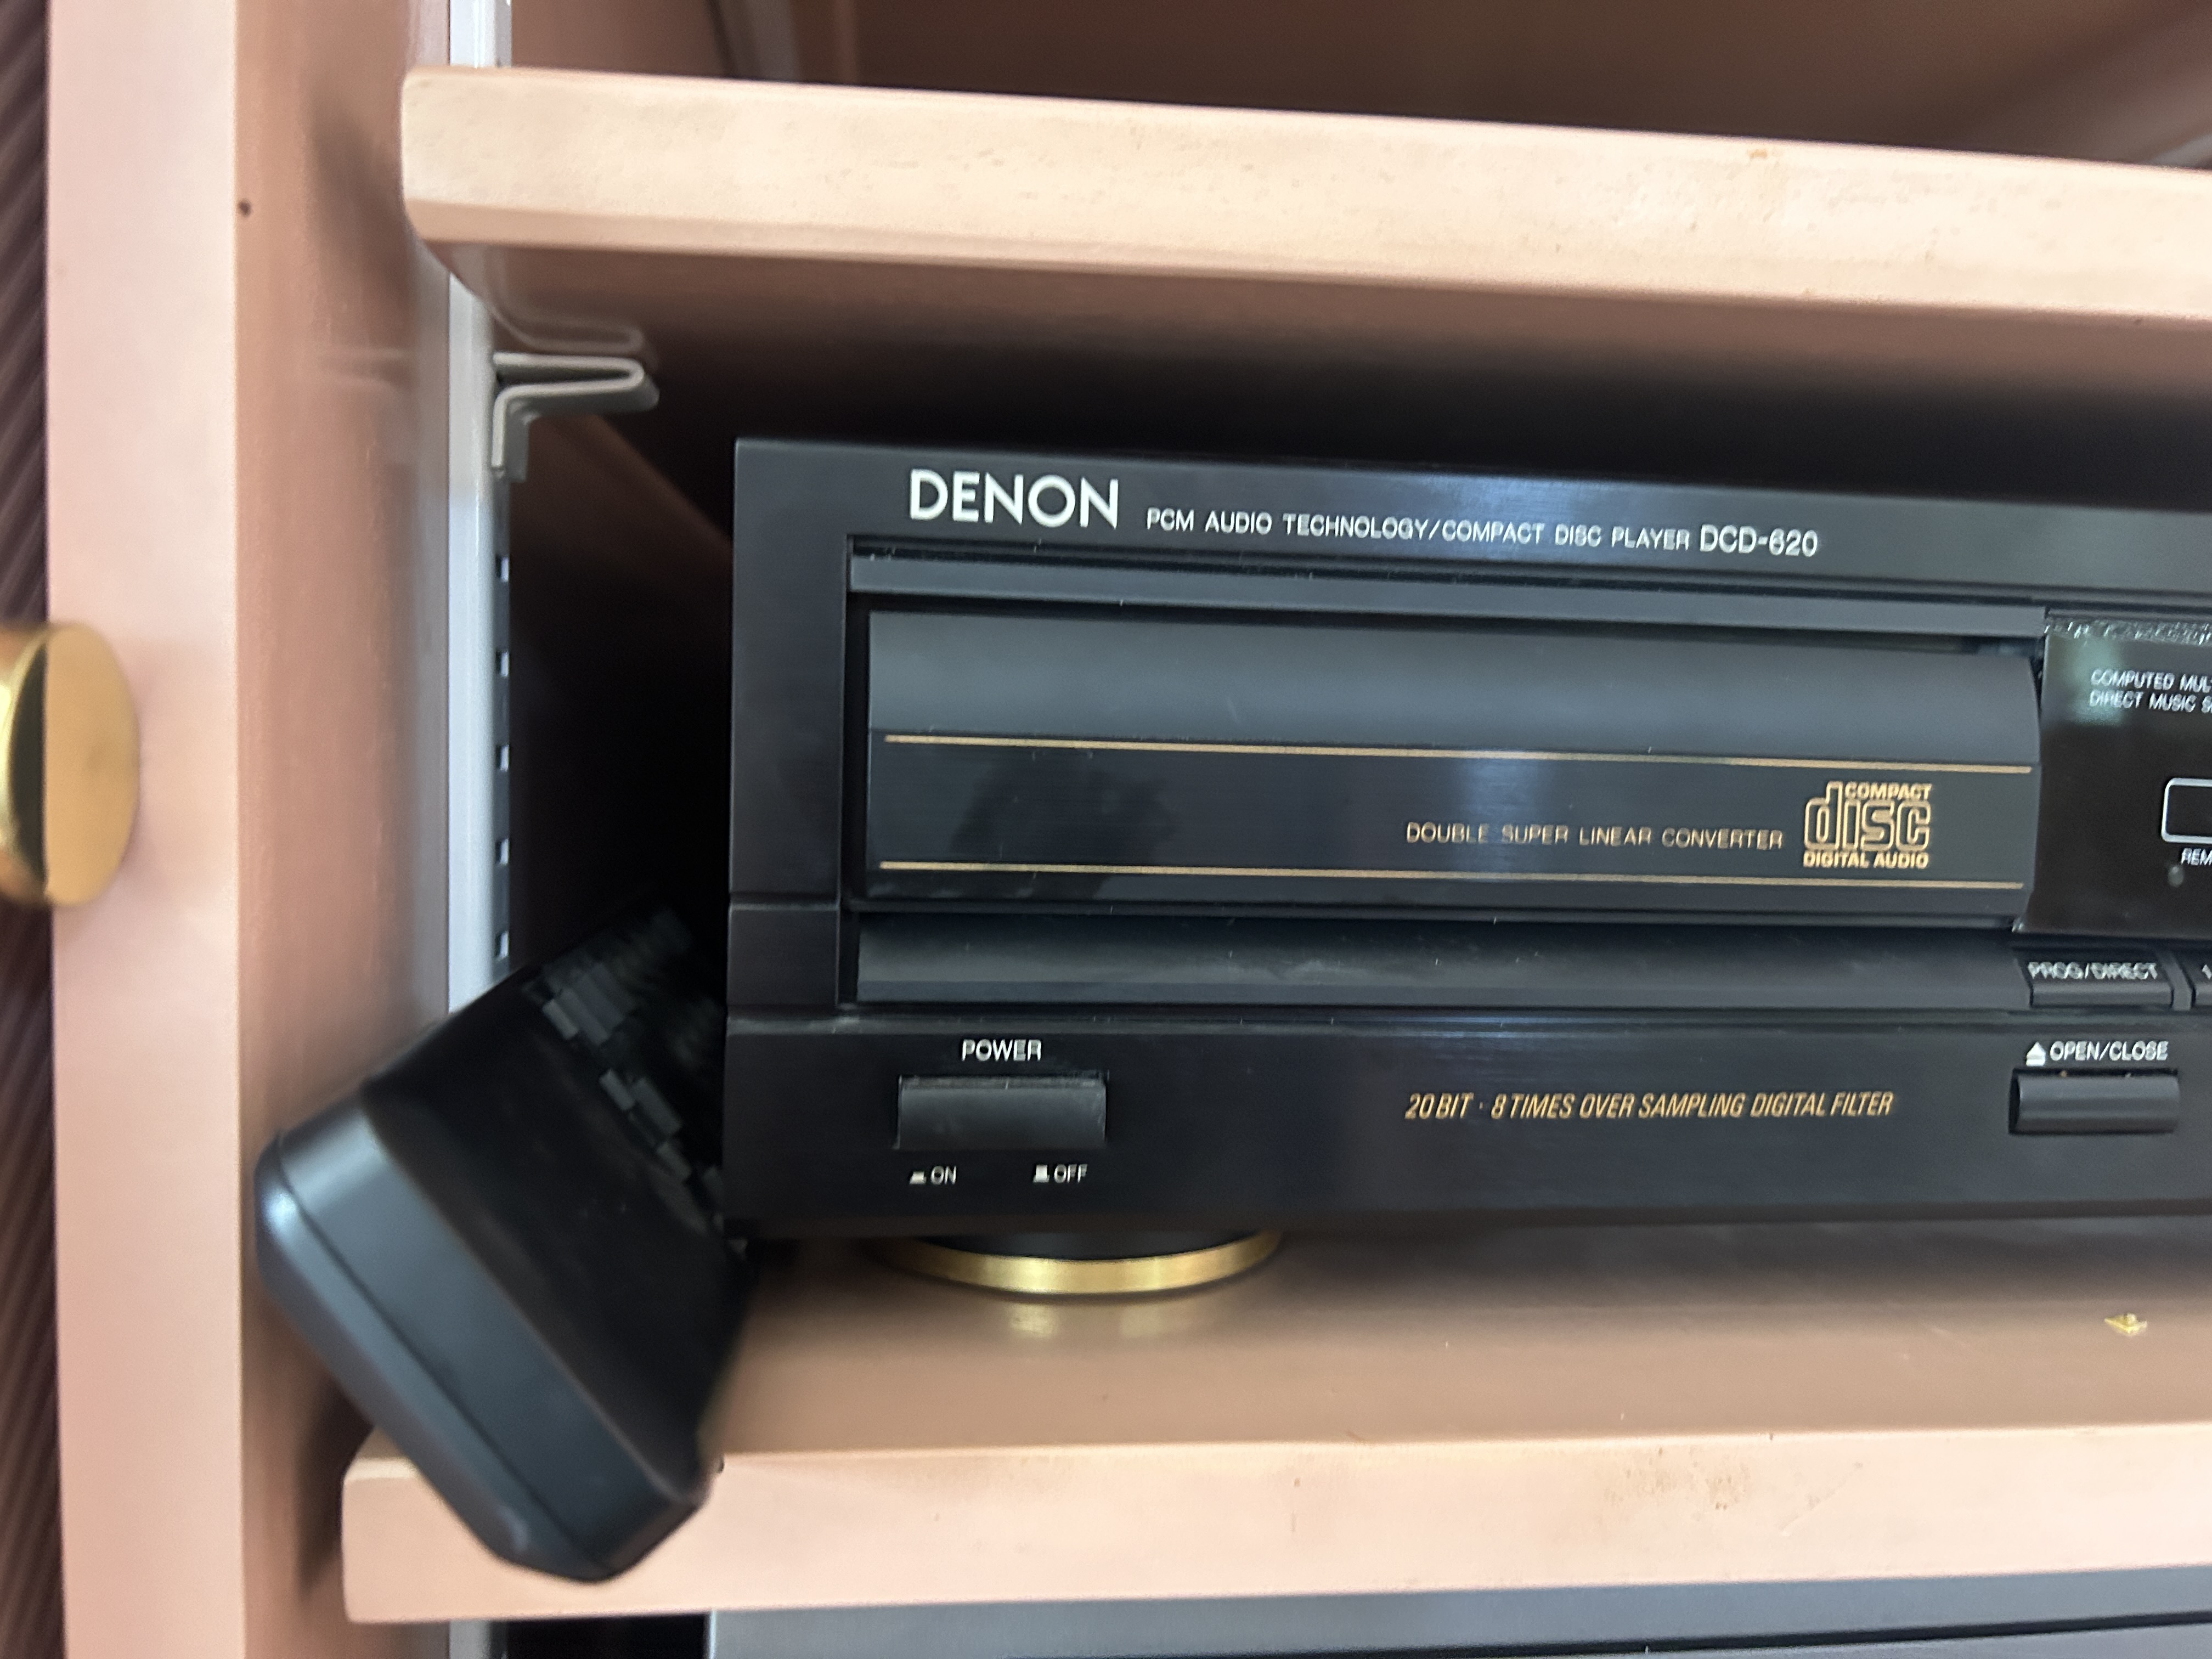 DENON PCM AUDIO TECHNOLOGY/COMPACT DISC PLAYER DCD-620
COMPUTED
DIRECT MUSIC
DOUBLE SUPER LINEAR CONVERTER COMPACT disc DIGITAL AUDIO
PROG/DIRECT
POWER
OPEN/CLOSE
20 BIT · 8 TIMES OVER SAMPLING DIGITAL FILTER
ON OFF